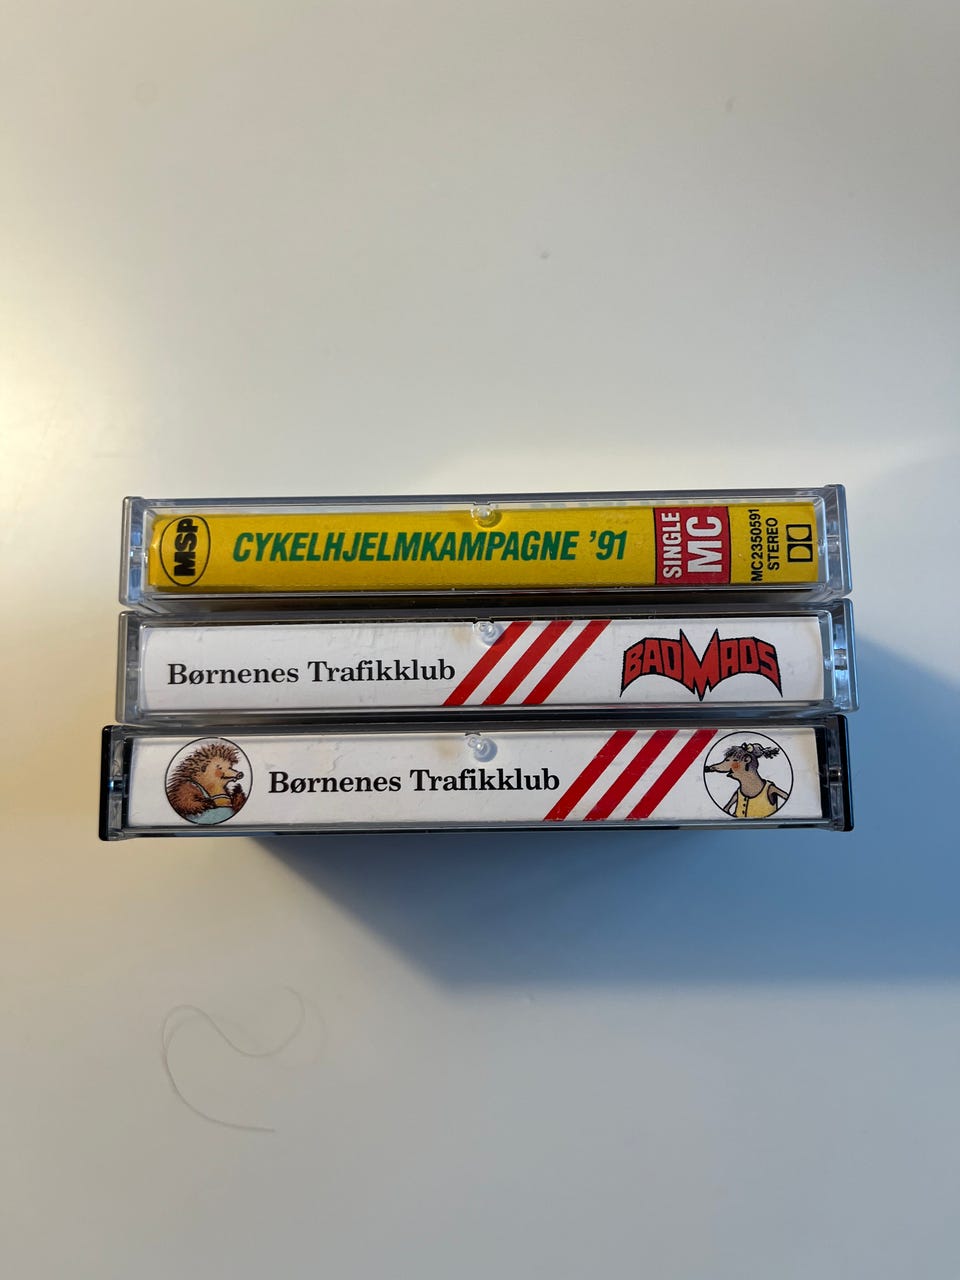 MSP
CYKELHJELMKAMPAGNE '91
SINGLE
MC
MC2350591
STEREO
Børnenes Trafikklub
BADMADS
Børnenes Trafikklub